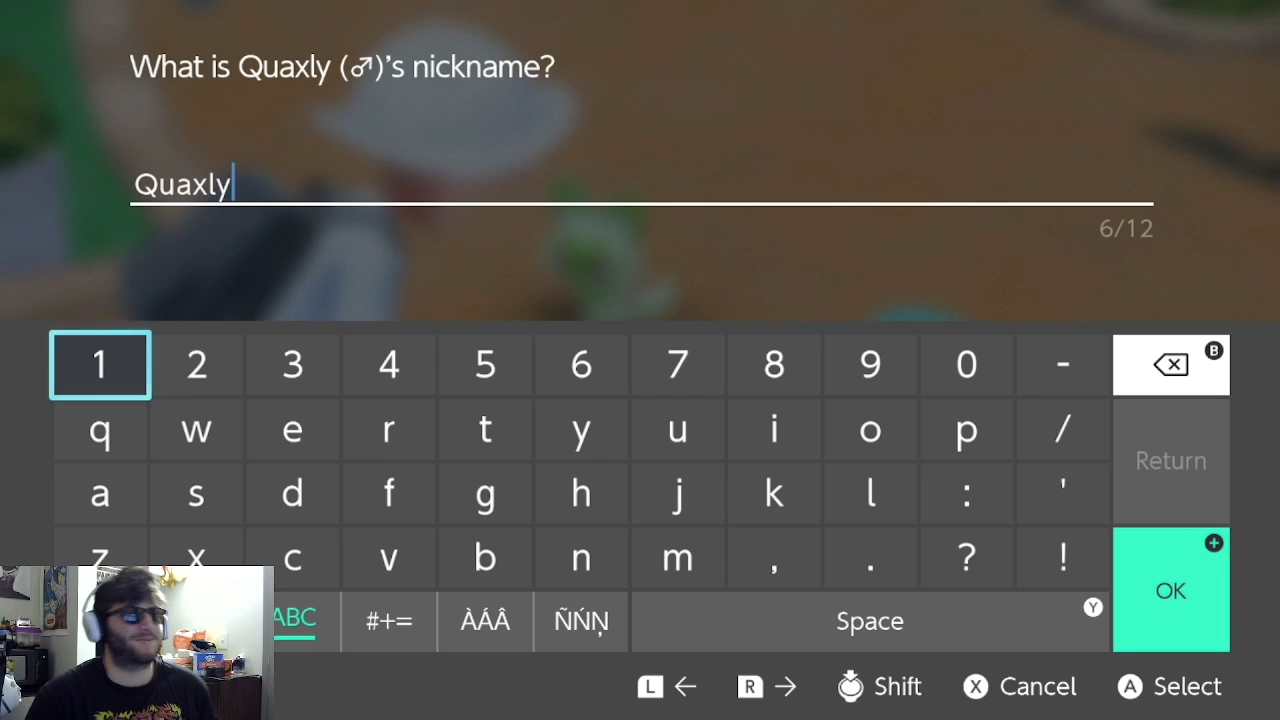 What is Quaxly (♂)'s nickname?
Quaxly
6/12
1 2 3 4 5 6 7 8 9 0 - B
q w e r t y u i o p / Return
a s d f g h j k l : '
z x c v b n m , . ? ! + OK
ABC #+= ÀÁÂ ÑŃŅ Space Y
L ← R → Shift X Cancel A Select